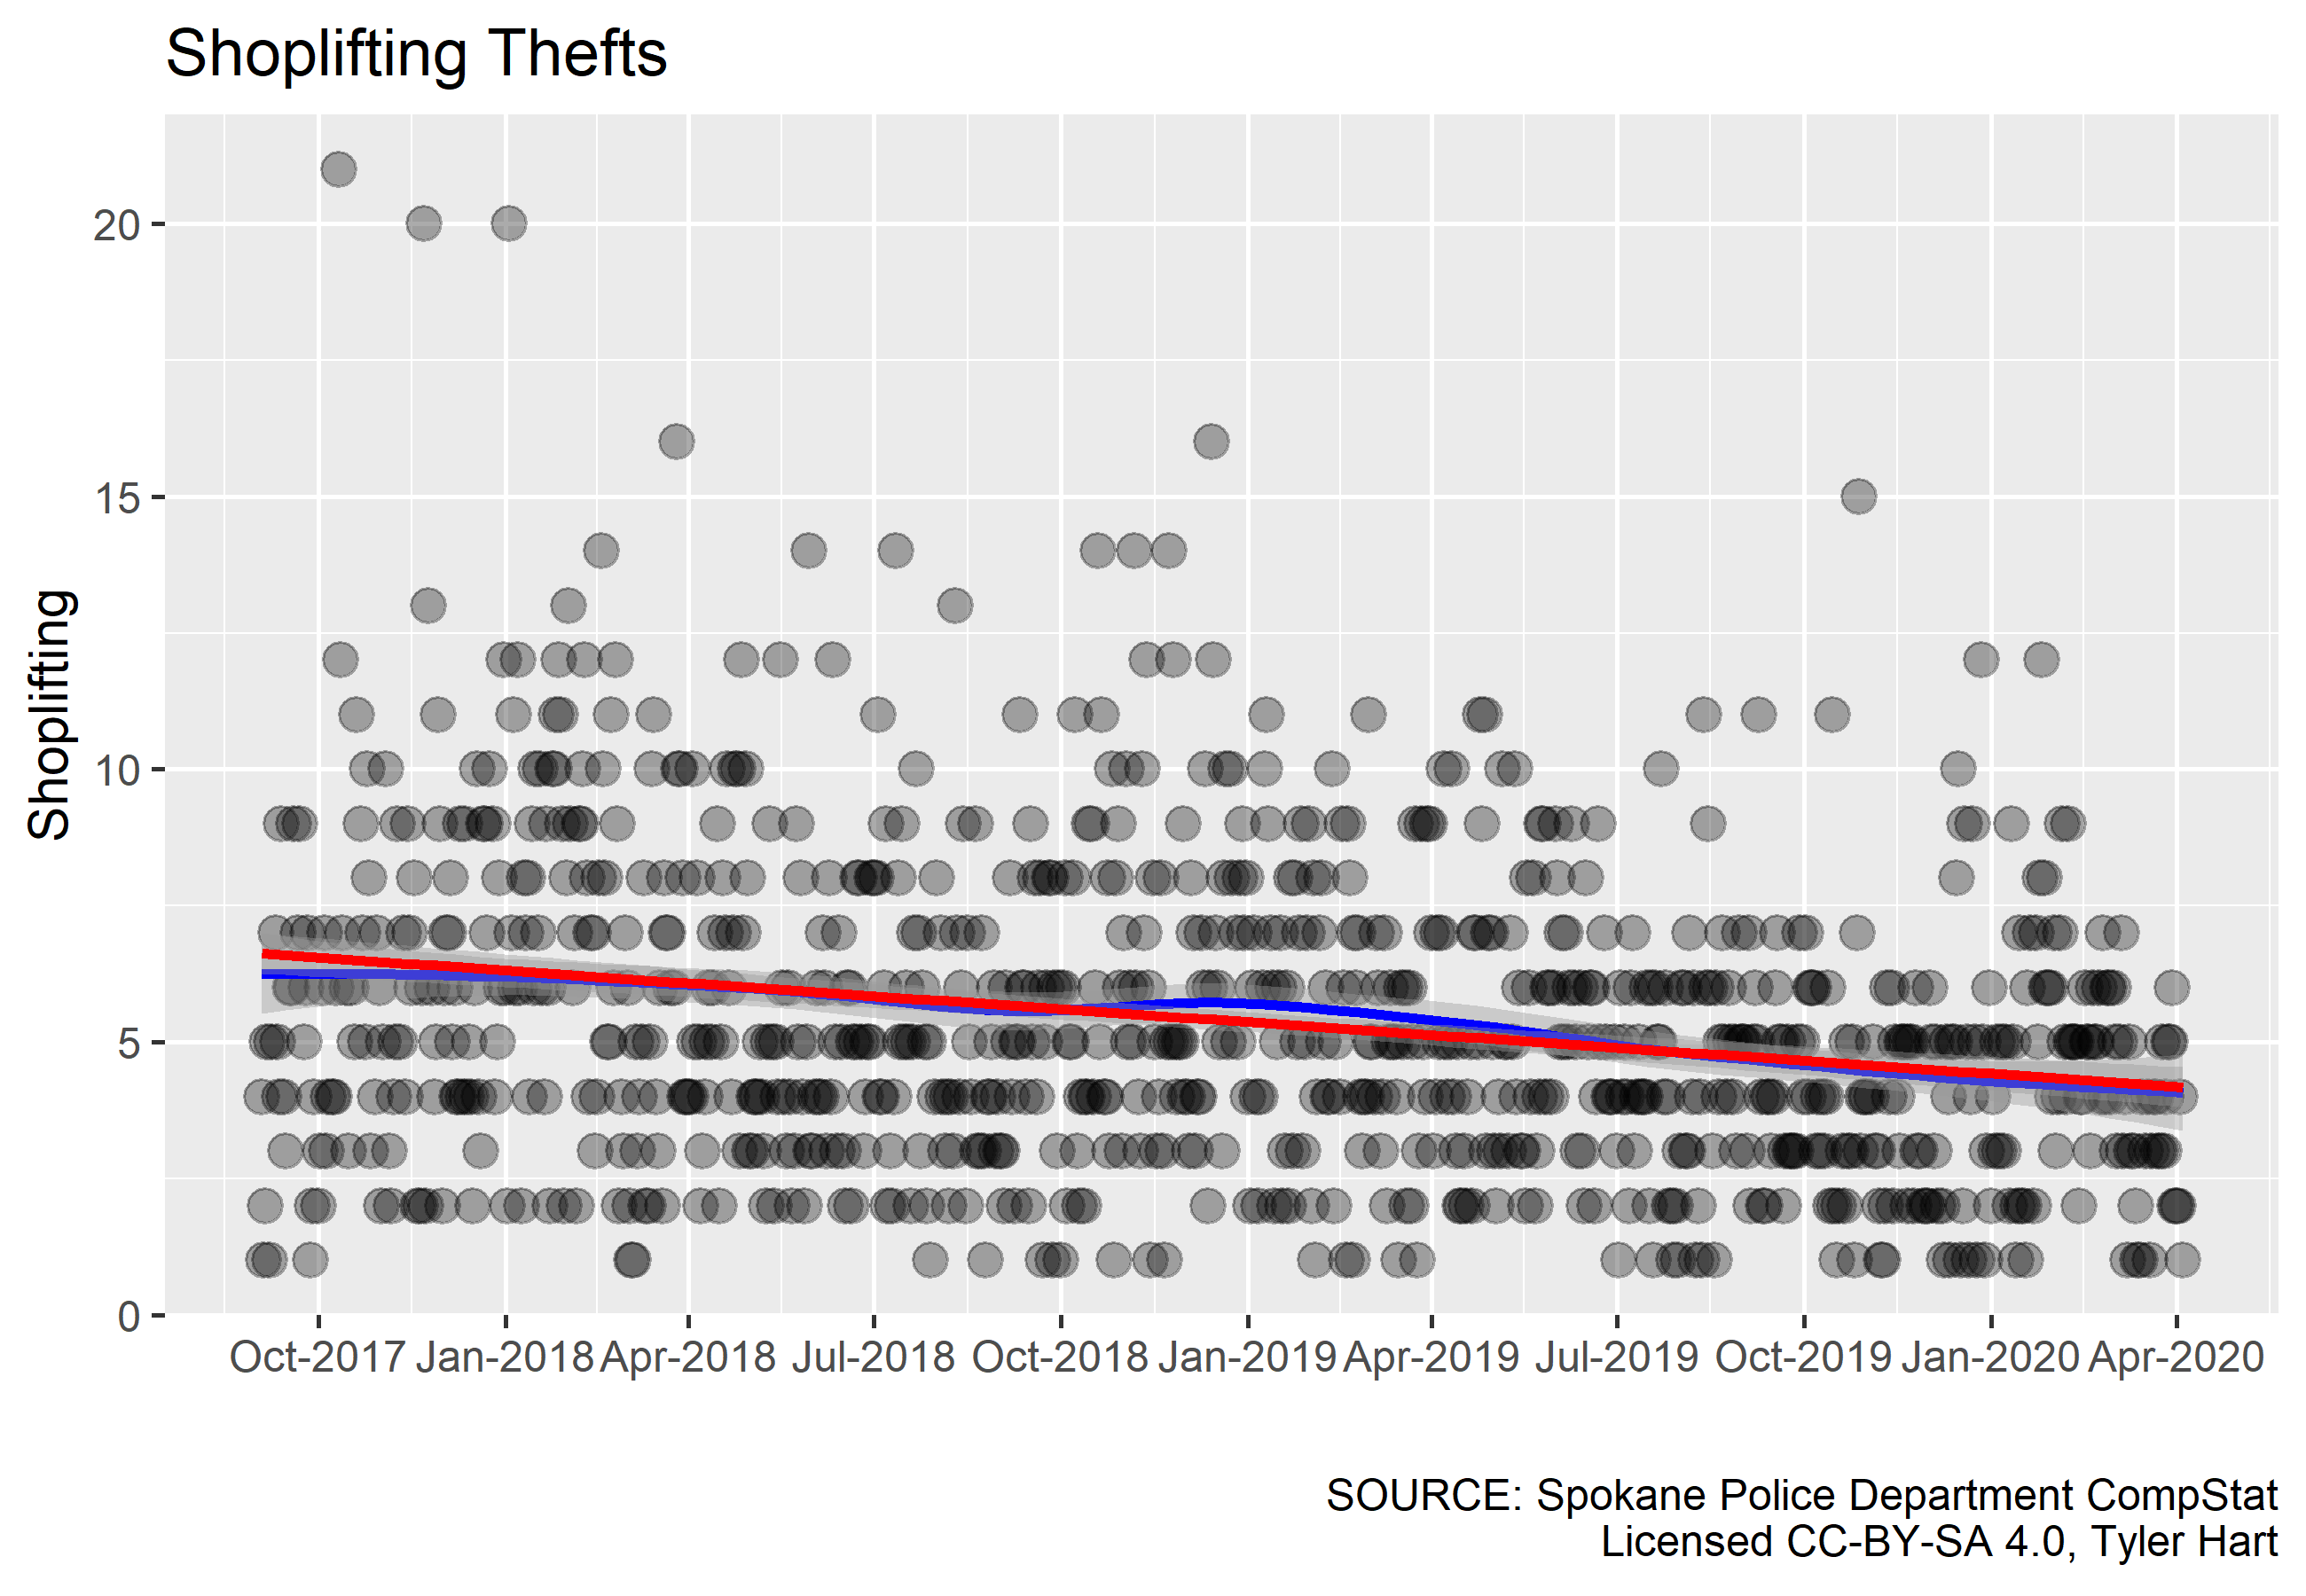 Shoplifting Thefts
Shoplifting
20
15
10
5
0
Oct-2017 Jan-2018 Apr-2018 Jul-2018 Oct-2018 Jan-2019 Apr-2019 Jul-2019 Oct-2019 Jan-2020 Apr-2020
SOURCE: Spokane Police Department CompStat
Licensed CC-BY-SA 4.0, Tyler Hart